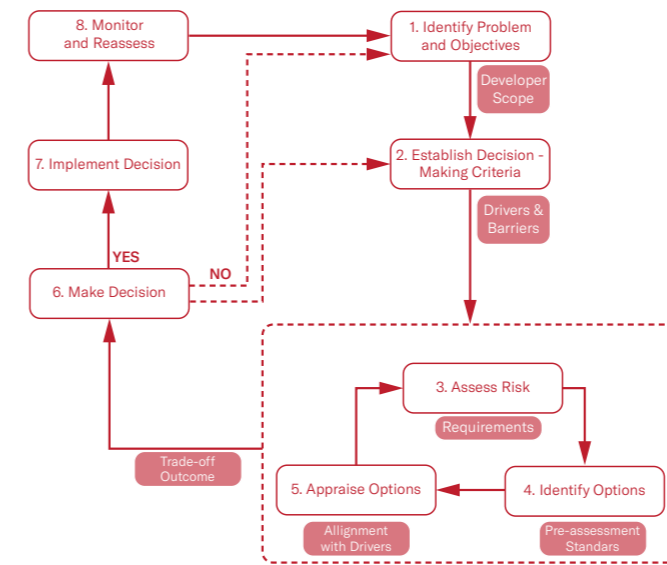 8. Monitor
and Reassess
1. Identify Problem
and Objectives
Developer
Scope
7. Implement Decision
2. Establish Decision -
Making Criteria
Drivers &
Barriers
YES
NO
6. Make Decision
3. Assess Risk
Requirements
Trade-off
Outcome
5. Appraise Options
4. Identify Options
Allignment
with Drivers
Pre-assessment
Standars